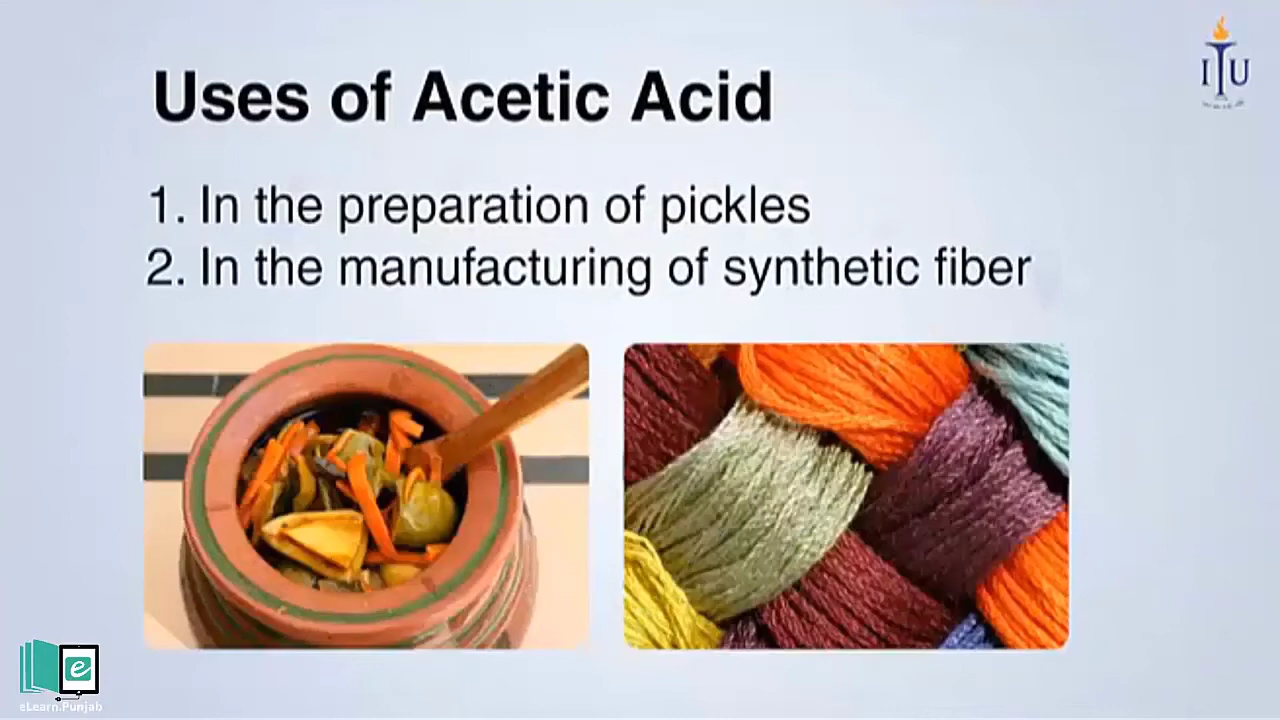 ITU
Uses of Acetic Acid
1. In the preparation of pickles
2. In the manufacturing of synthetic fiber
e
eLearn.Punjab